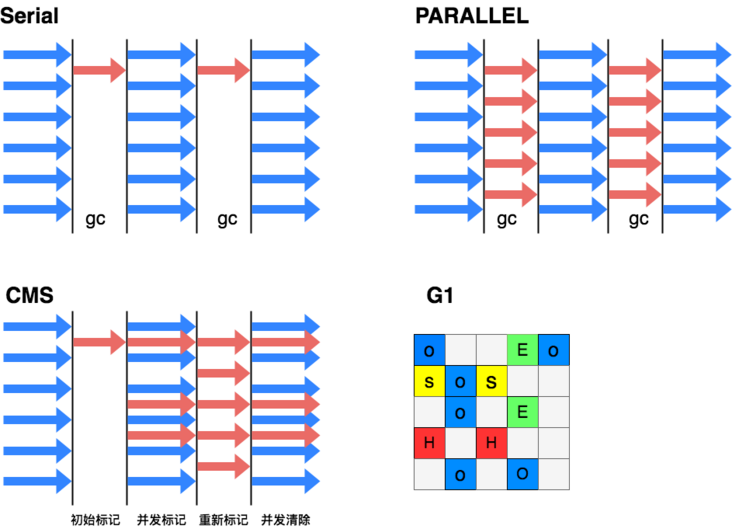 Serial
PARALLEL
gc gc
gc gc
CMS
G1
O E O
S O S
O E
H H
O O
初始标记 并发标记 重新标记 并发清除